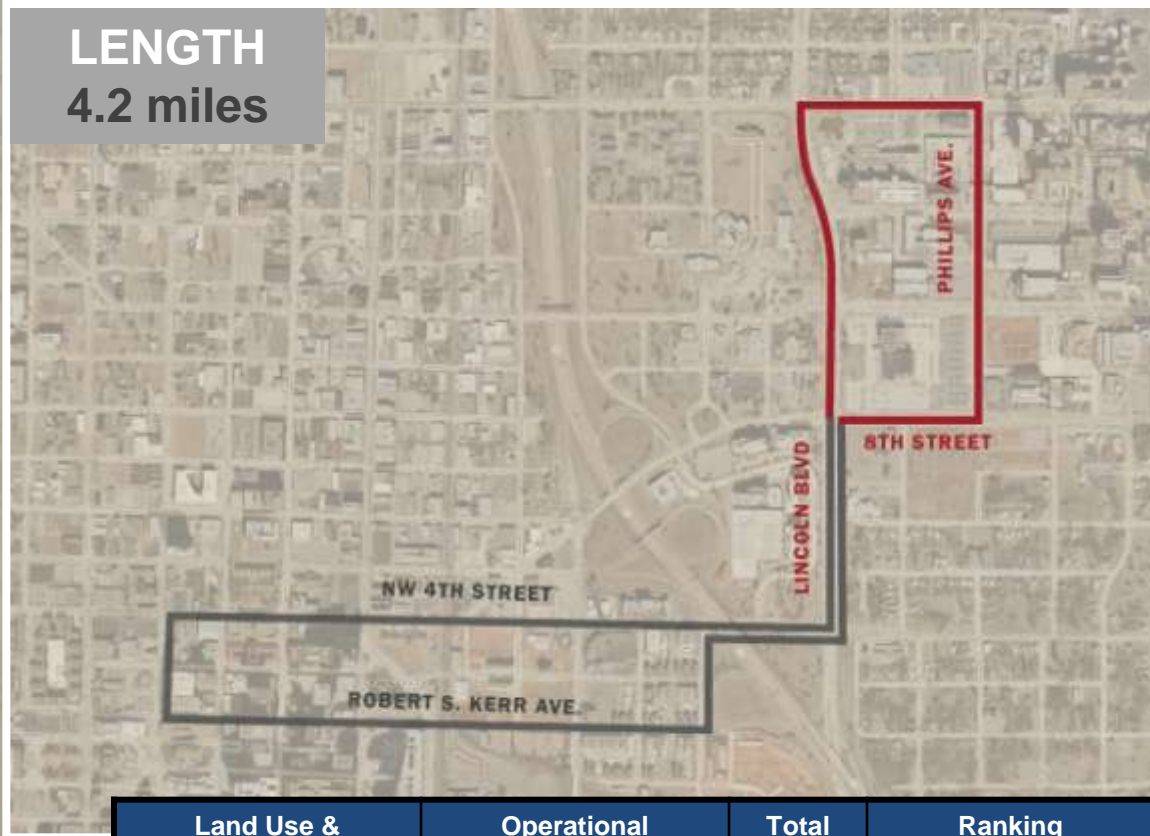 LENGTH
4.2 miles
PHILLIPS AVE.
8TH STREET
LINCOLN BLVD
NW 4TH STREET
ROBERT S. KERR AVE.
Land Use &
Operational
Total
Ranking